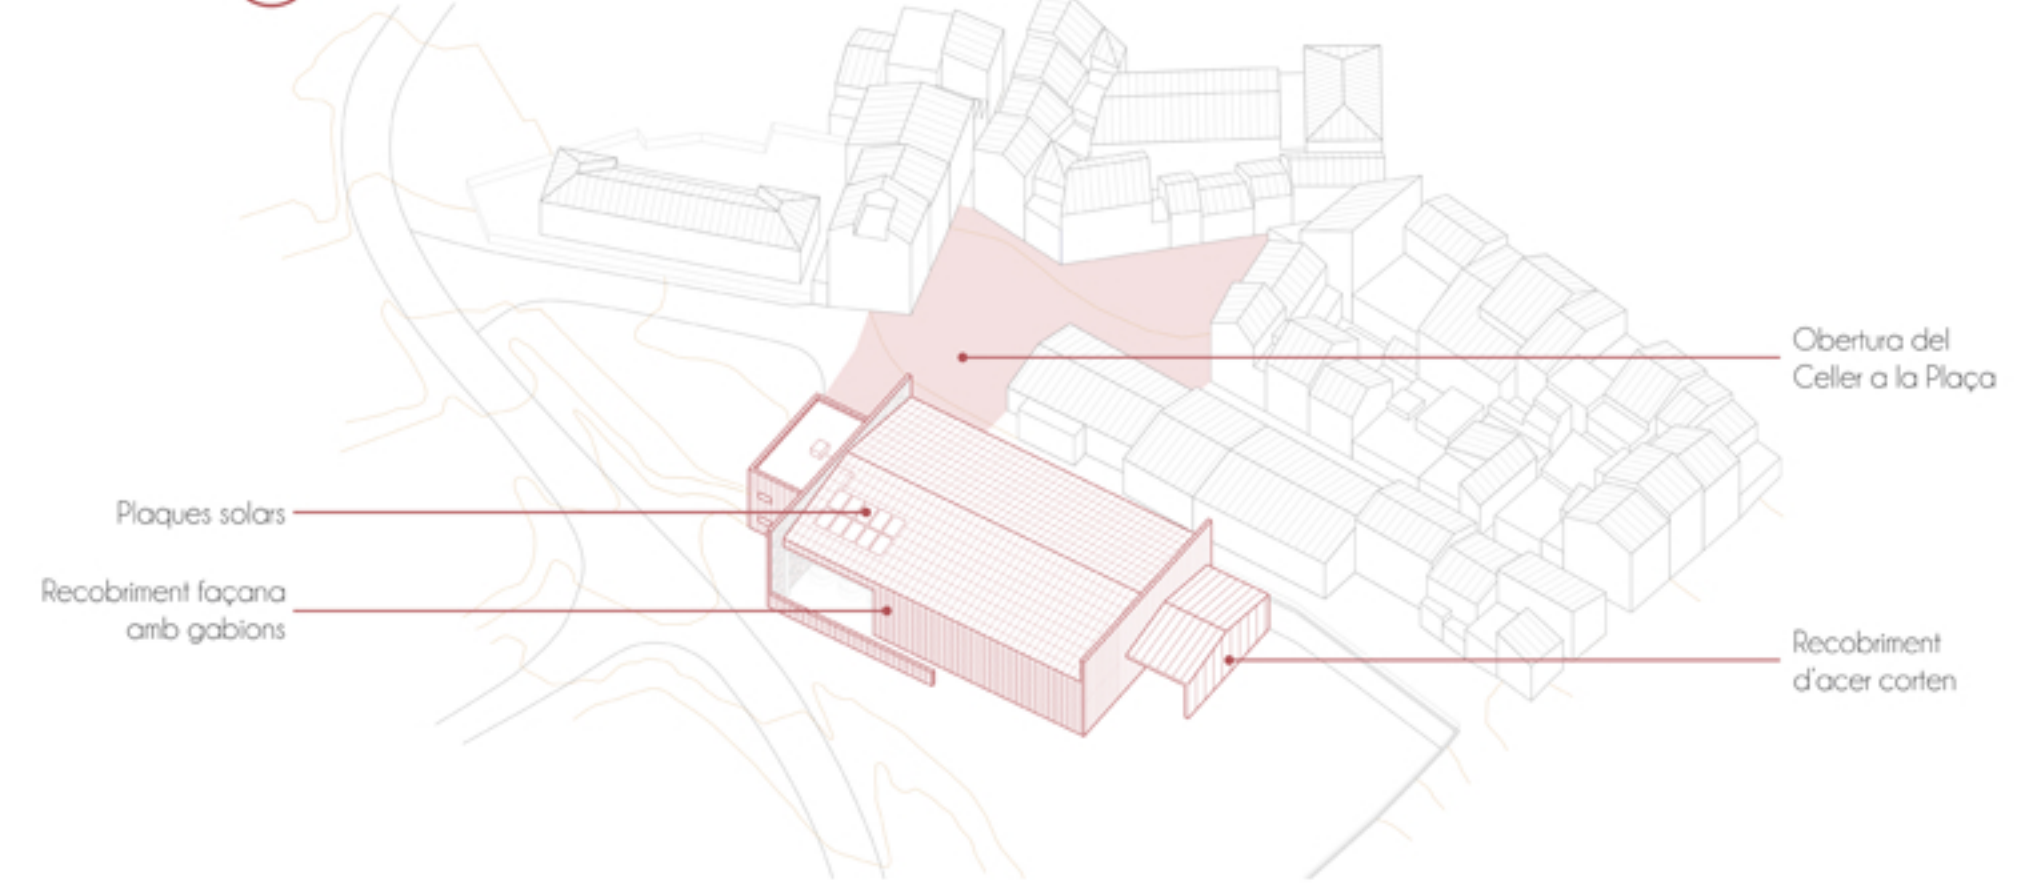 Obertura del
Celler a la Plaça
Plaques solars
Recobriment façana
amb gabions
Recobriment
d'acer corten